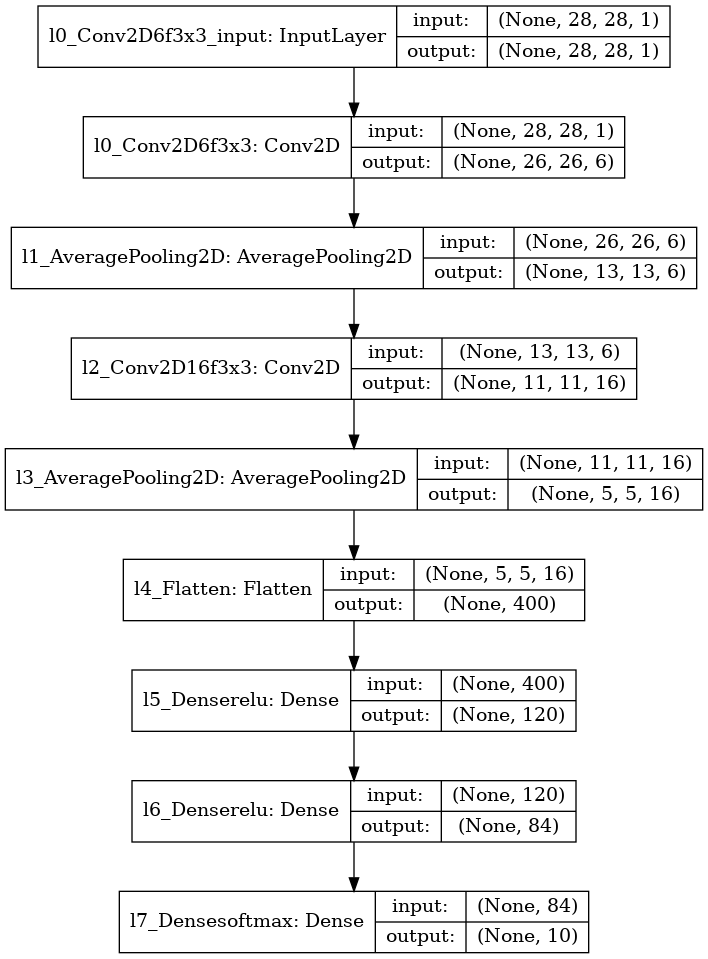 l0_Conv2D6f3x3_input: InputLayer
input:
(None, 28, 28, 1)
output:
(None, 28, 28, 1)
l0_Conv2D6f3x3: Conv2D
input:
(None, 28, 28, 1)
output:
(None, 26, 26, 6)
l1_AveragePooling2D: AveragePooling2D
input:
(None, 26, 26, 6)
output:
(None, 13, 13, 6)
l2_Conv2D16f3x3: Conv2D
input:
(None, 13, 13, 6)
output:
(None, 11, 11, 16)
l3_AveragePooling2D: AveragePooling2D
input:
(None, 11, 11, 16)
output:
(None, 5, 5, 16)
l4_Flatten: Flatten
input:
(None, 5, 5, 16)
output:
(None, 400)
l5_Denserelu: Dense
input:
(None, 400)
output:
(None, 120)
l6_Denserelu: Dense
input:
(None, 120)
output:
(None, 84)
l7_Densesoftmax: Dense
input:
(None, 84)
output:
(None, 10)